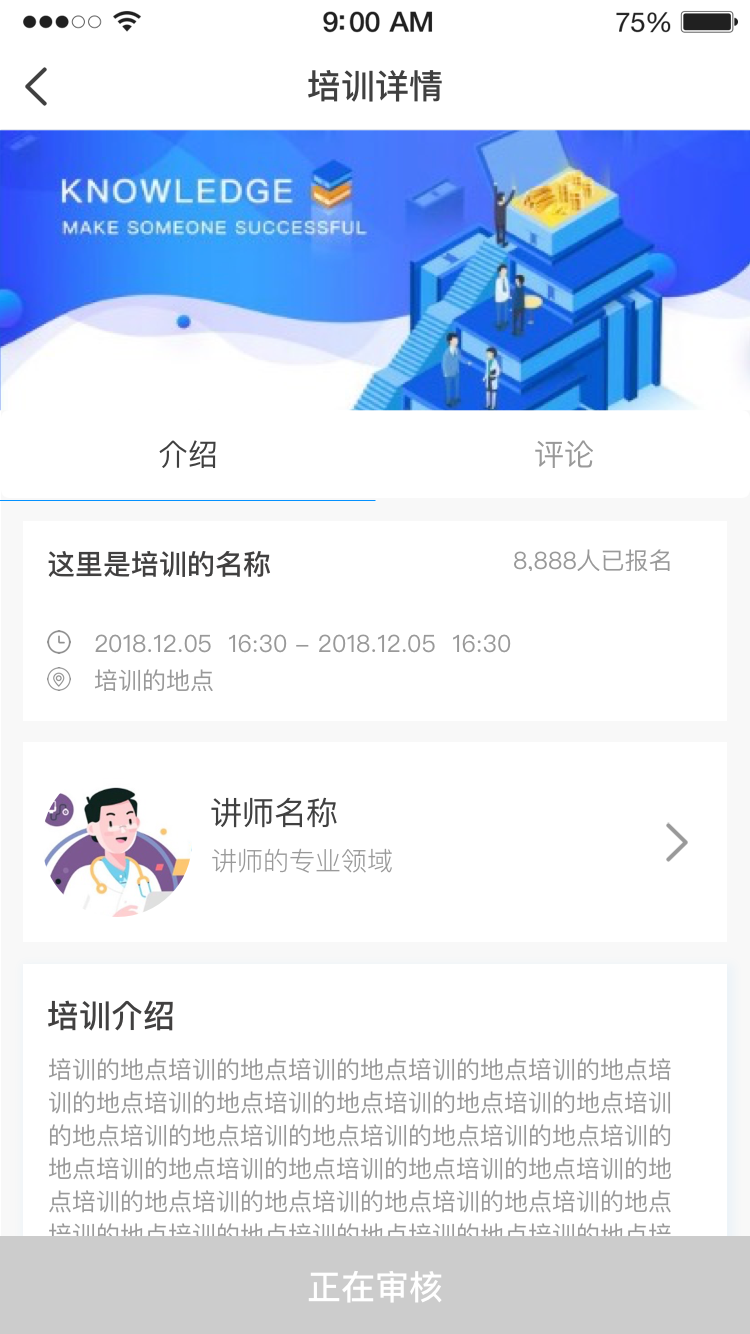 9:00 AM
75%
培训详情
KNOWLEDGE
MAKE SOMEONE SUCCESSFUL
介绍
评论
这里是培训的名称
8,888人已报名
2018.12.05 16:30 – 2018.12.05 16:30
培训的地点
讲师名称
讲师的专业领域
培训介绍
培训的地点培训的地点培训的地点培训的地点培训的地点培
训的地点培训的地点培训的地点培训的地点培训的地点培训
的地点培训的地点培训的地点培训的地点培训的地点培训的
地点培训的地点培训的地点培训的地点培训的地点培训的地
点培训的地点培训的地点培训的地点培训的地点培训的地点
培训的地点培训的地点培训的地点培训的地点培训的地点培
正在审核